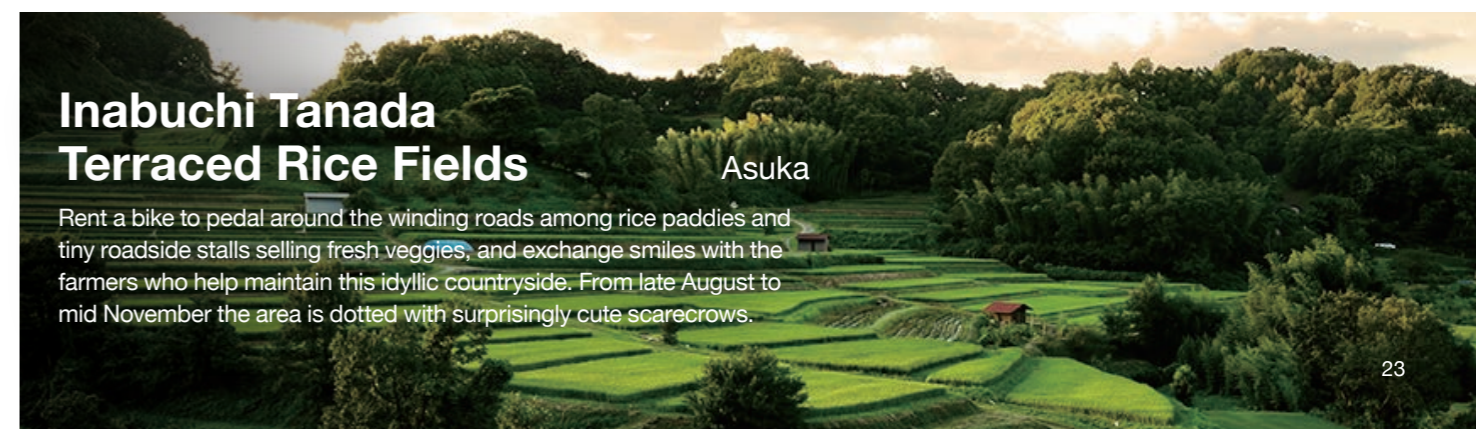 Inabuchi Tanada
Terraced Rice Fields
Asuka
Rent a bike to pedal around the winding roads among rice paddies and
tiny roadside stalls selling fresh veggies, and exchange smiles with the
farmers who help maintain this idyllic countryside. From late August to
mid November the area is dotted with surprisingly cute scarecrows.
23